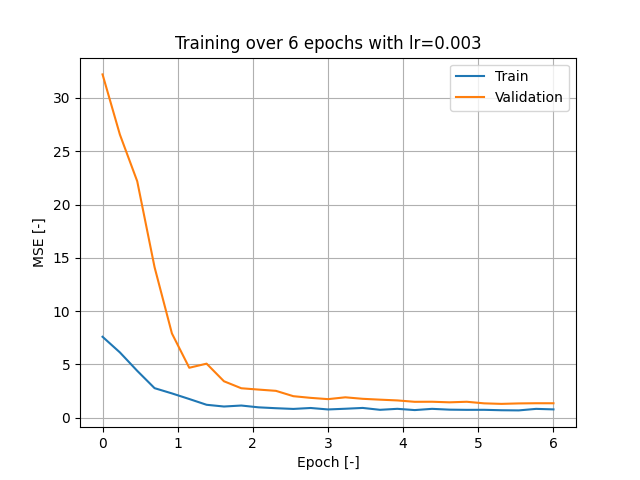 Training over 6 epochs with lr=0.003
Train
Validation
MSE [-]
30
25
20
15
10
5
0
0 1 2 3 4 5 6
Epoch [-]